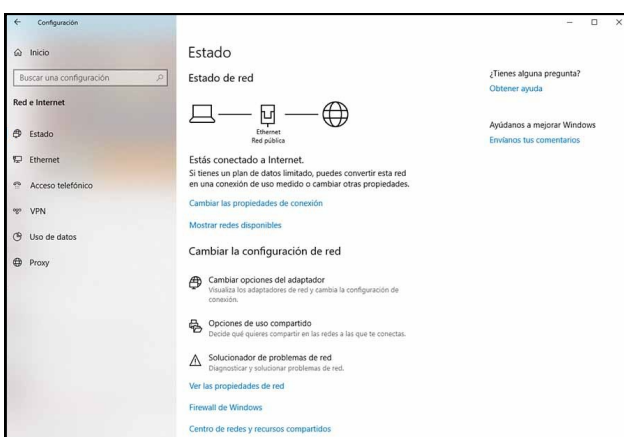 Configuración
Inicio
Buscar una configuración
Red e Internet
Estado
Ethernet
Acceso telefónico
VPN
Uso de datos
Proxy
Estado
Estado de red
Ethernet
Red pública
Estás conectado a Internet.
Si tienes un plan de datos limitado, puedes convertir esta red
en una conexión de uso medido o cambiar otras propiedades.
Cambiar las propiedades de conexión
Mostrar redes disponibles
Cambiar la configuración de red
Cambiar opciones del adaptador
Visualiza los adaptadores de red y cambia la configuración de
conexión.
Opciones de uso compartido
Decide qué quieres compartir en las redes a las que te conectas.
Solucionador de problemas de red
Diagnosticar y solucionar problemas de red.
Ver las propiedades de red
Firewall de Windows
Centro de redes y recursos compartidos
¿Tienes alguna pregunta?
Obtener ayuda
Ayúdanos a mejorar Windows
Envíanos tus comentarios